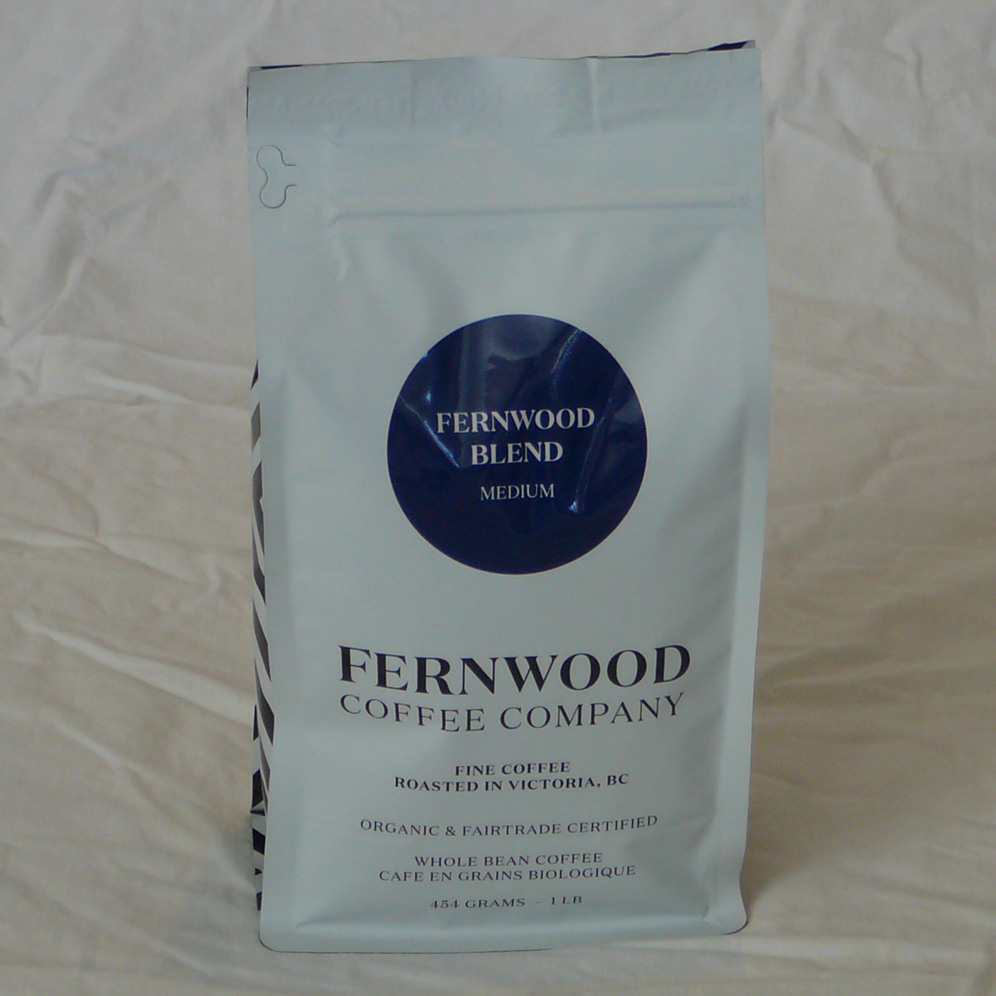 FERNWOOD
BLEND
MEDIUM
FERNWOOD
COFFEE COMPANY
FINE COFFEE
ROASTED IN VICTORIA, BC
ORGANIC & FAIRTRADE CERTIFIED
WHOLE BEAN COFFEE
CAFE EN GRAINS BIOLOGIQUE
454 GRAMS - 1 LB